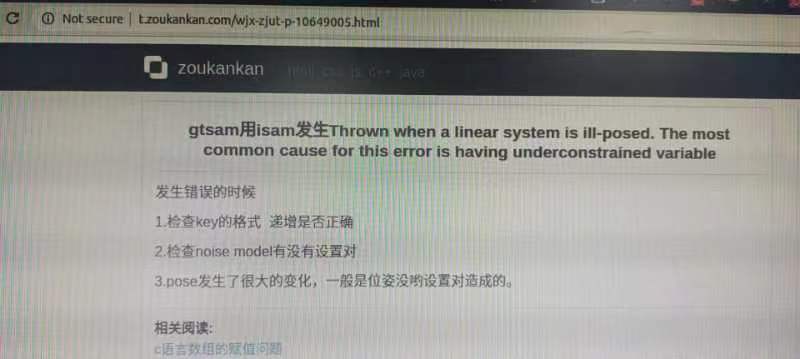 Not secure | t.zoukankan.com/wjx-zjut-p-10649005.html
zoukankan html css js c++ java
gtsam用isam发生Thrown when a linear system is ill-posed. The most
common cause for this error is having underconstrained variable
发生错误的时候
1.检查key的格式 递增是否正确
2.检查noise model有没有设置对
3.pose发生了很大的变化，一般是位姿没哟设置对造成的。
相关阅读:
c语言数组的赋值问题